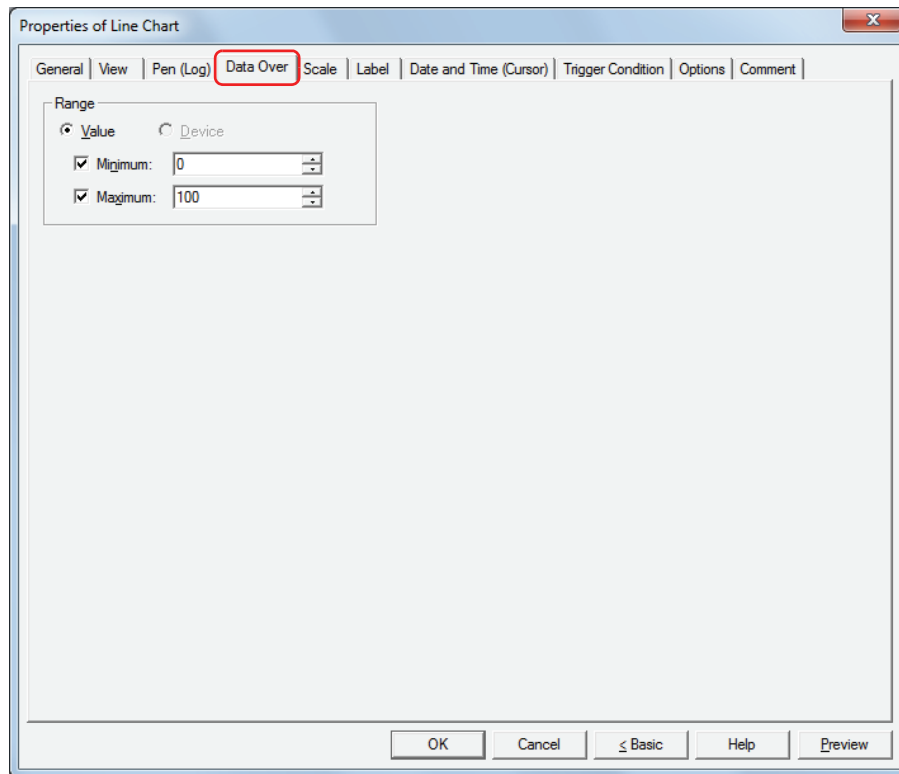 Properties of Line Chart
General View Pen (Log) Data Over Scale Label Date and Time (Cursor) Trigger Condition Options Comment
Range
Value Device
Minimum: 0
Maximum: 100
OK Cancel < Basic Help Preview